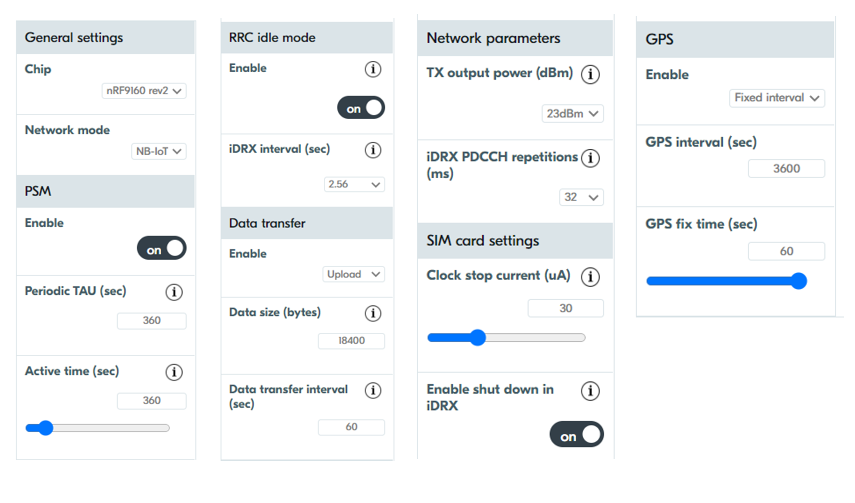 General settings
Chip
nRF9160 rev2
Network mode
NB-IoT
PSM
Enable
on
Periodic TAU (sec)
i
360
Active time (sec)
i
360
RRC idle mode
Enable
i
on
iDRX interval (sec)
i
2.56
Data transfer
Enable
Upload
Data size (bytes)
i
18400
Data transfer interval
(sec)
i
60
Network parameters
TX output power (dBm)
i
23dBm
iDRX PDCCH repetitions
(ms)
i
32
SIM card settings
Clock stop current (uA)
i
30
Enable shut down in
iDRX
i
on
GPS
Enable
Fixed interval
GPS interval (sec)
3600
GPS fix time (sec)
60